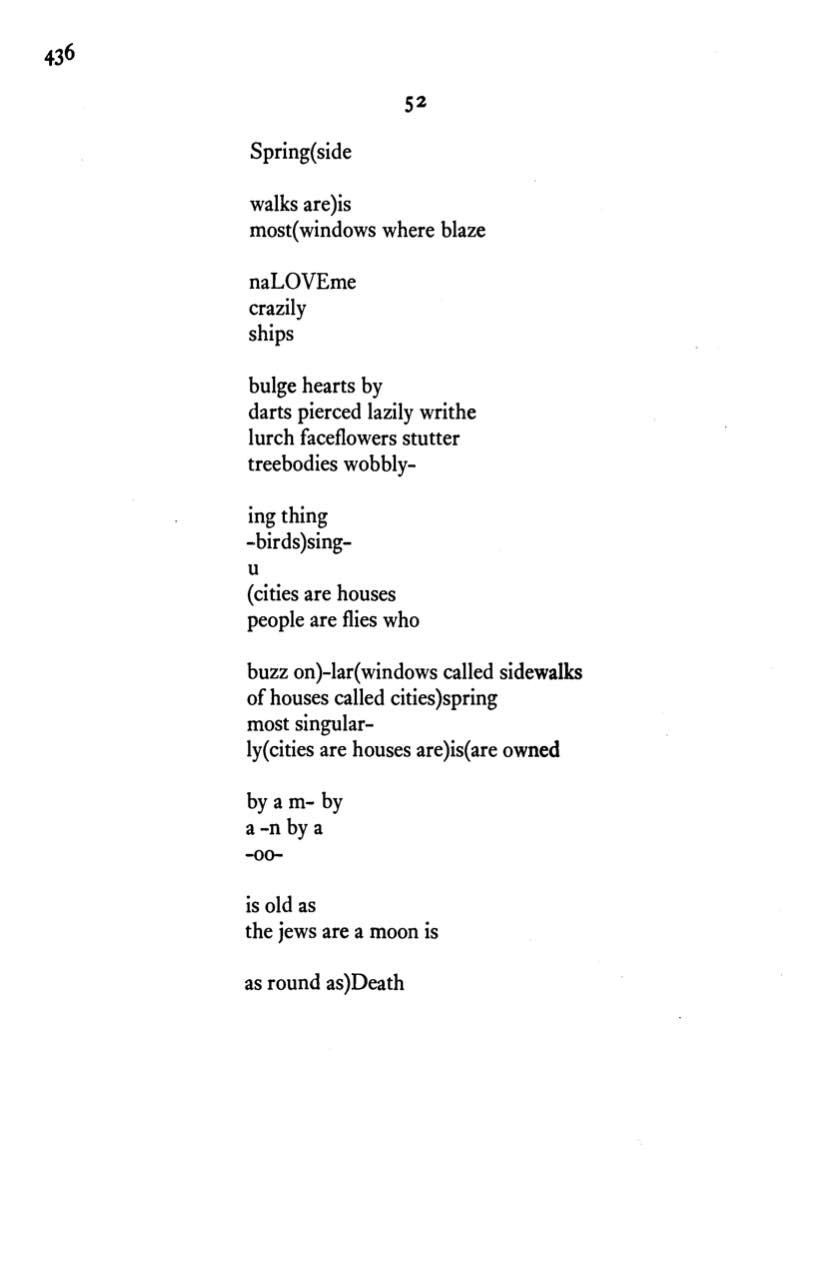 436
52
Spring(side
walks are)is
most(windows where blaze
naLOVEme
crazily
ships
bulge hearts by
darts pierced lazily writhe
lurch faceflowers stutter
treebodies wobbly-
ing thing
-birds)sing-
u
(cities are houses
people are flies who
buzz on)-lar(windows called sidewalks
of houses called cities)spring
most singular-
ly(cities are houses are)is(are owned
by a m- by
a -n by a
-oo-
is old as
the jews are a moon is
as round as)Death